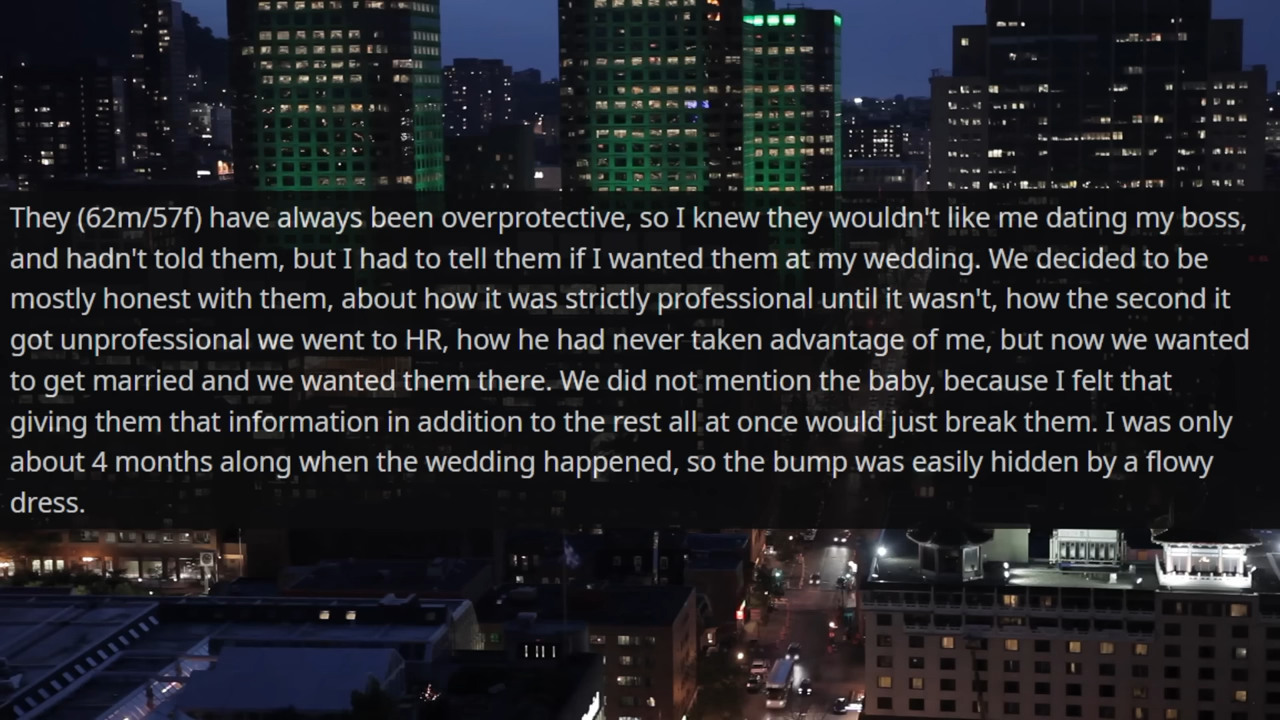 They (62m/57f) have always been overprotective, so I knew they wouldn't like me dating my boss,
and hadn't told them, but I had to tell them if I wanted them at my wedding. We decided to be
mostly honest with them, about how it was strictly professional until it wasn't, how the second it
got unprofessional we went to HR, how he had never taken advantage of me, but now we wanted
to get married and we wanted them there. We did not mention the baby, because I felt that
giving them that information in addition to the rest all at once would just break them. I was only
about 4 months along when the wedding happened, so the bump was easily hidden by a flowy
dress.